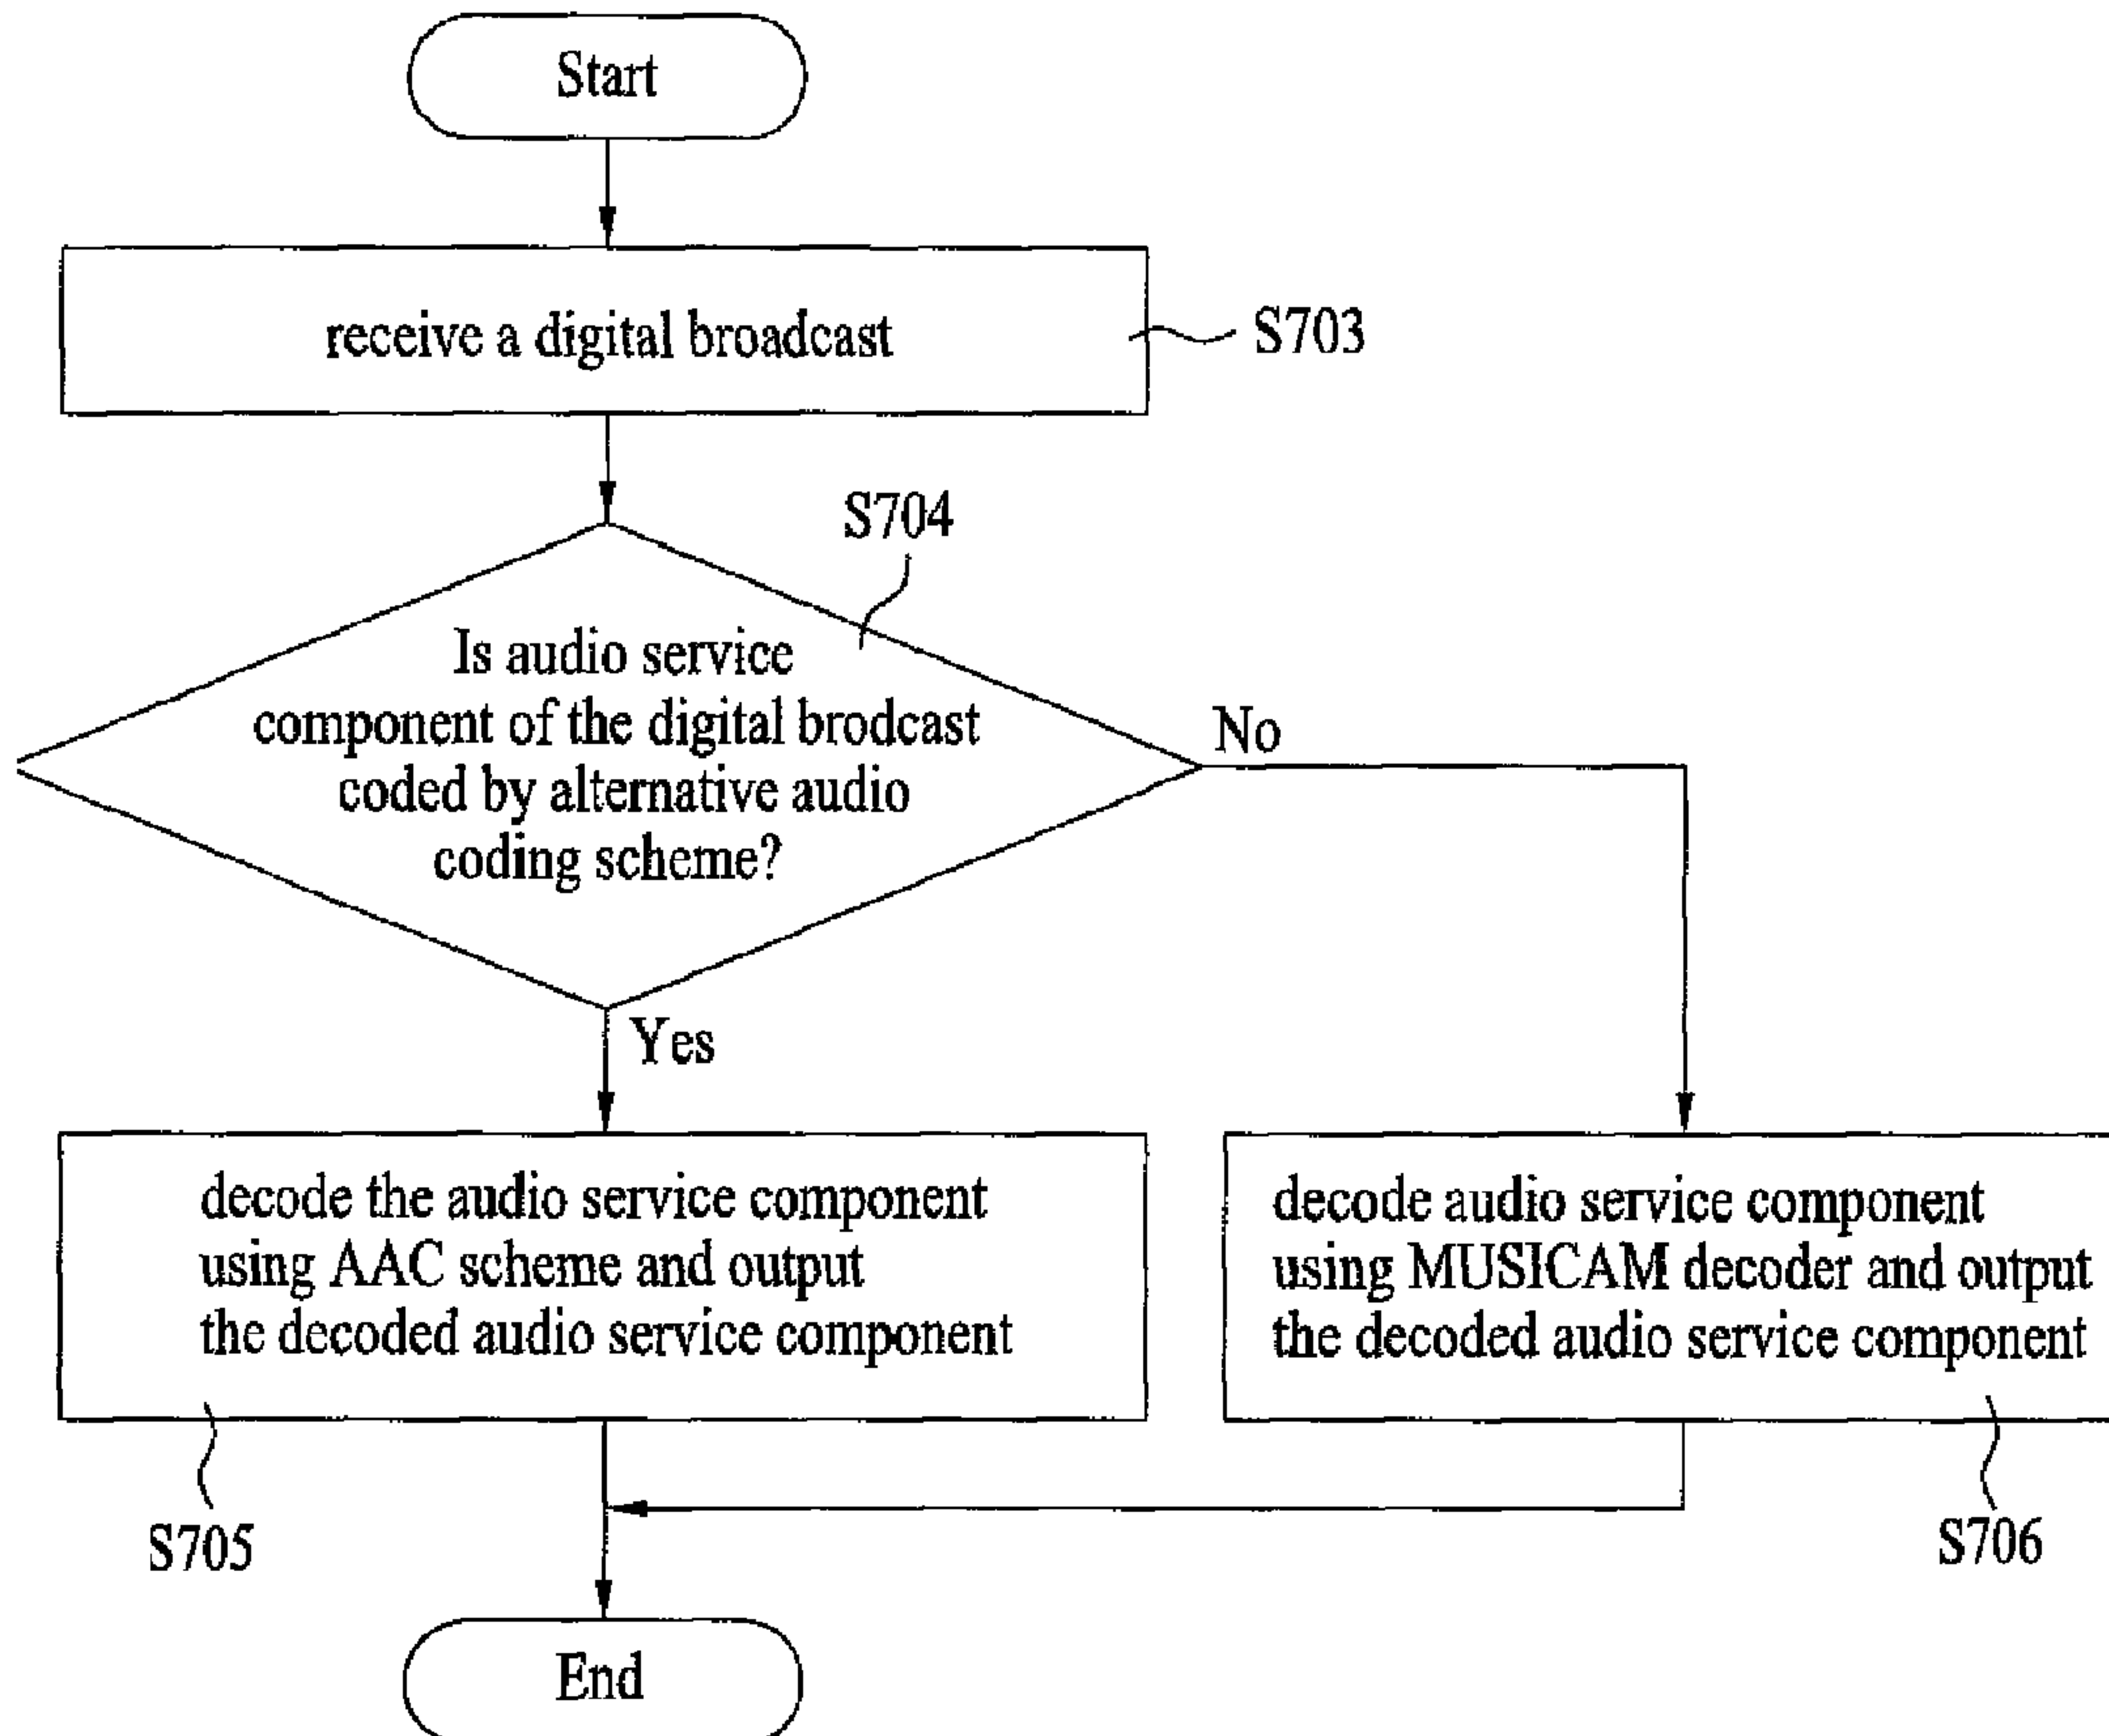 Start
receive a digital broadcast
S703
S704
Is audio service
component of the digital brodcast
coded by alternative audio
coding scheme?
No
Yes
decode the audio service component
using AAC scheme and output
the decoded audio service component
decode audio service component
using MUSICAM decoder and output
the decoded audio service component
S705
S706
End